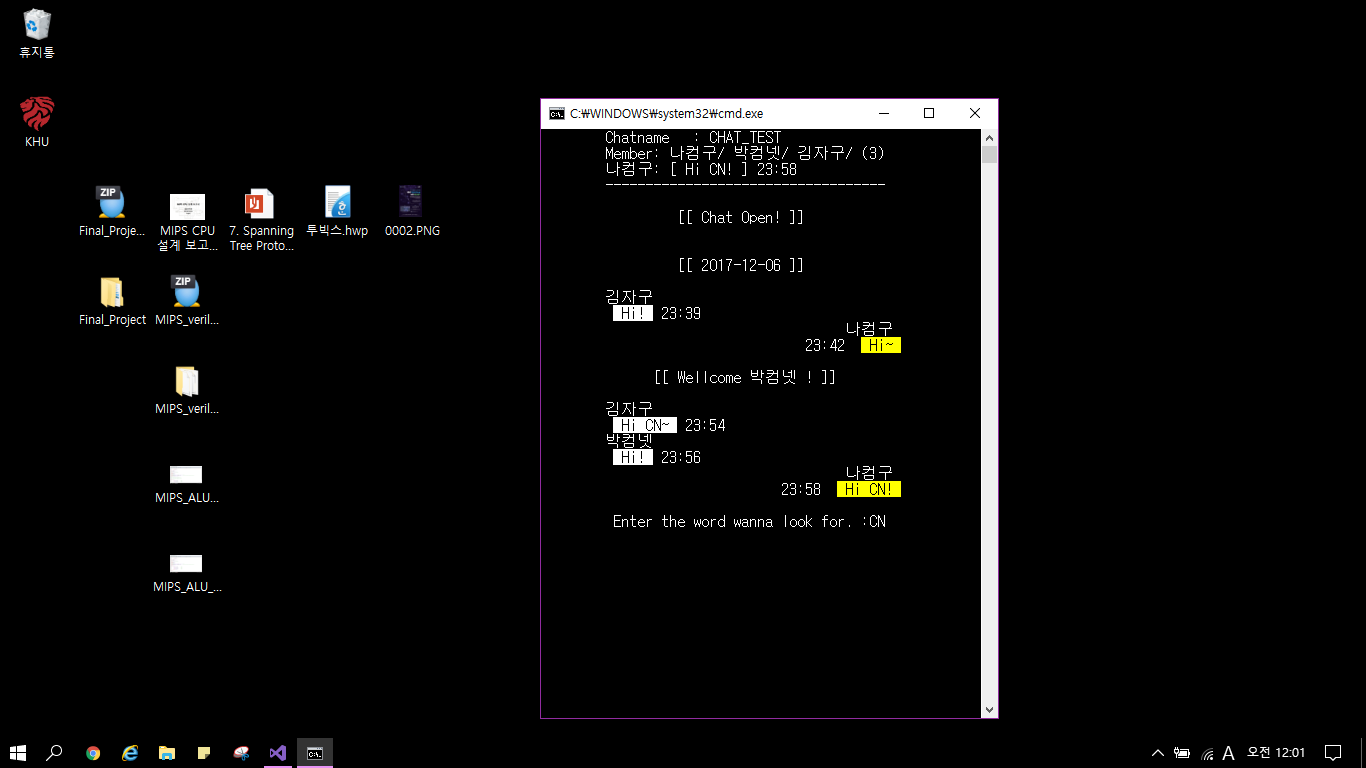 휴지통
KHU
Final_Proje...
MIPS CPU
설계 보고...
7. Spanning
Tree Proto...
투빅스.hwp
0002.PNG
Final_Project
MIPS_veril...
MIPS_veril...
MIPS_ALU...
MIPS_ALU_...
C:₩WINDOWS₩system32₩cmd.exe
Chatname : CHAT_TEST
Member: 나컴구/ 박컴넷/ 김자구/ (3)
나컴구: [ Hi CN! ] 23:58
-----------------------------------
[[ Chat Open! ]]
[[ 2017-12-06 ]]
김자구
Hi! 23:39
나컴구
23:42 Hi~
[[ Wellcome 박컴넷 ! ]]
김자구
Hi CN~ 23:54
박컴넷
Hi! 23:56
나컴구
23:58 Hi CN!
Enter the word wanna look for. :CN
A 오전 12:01